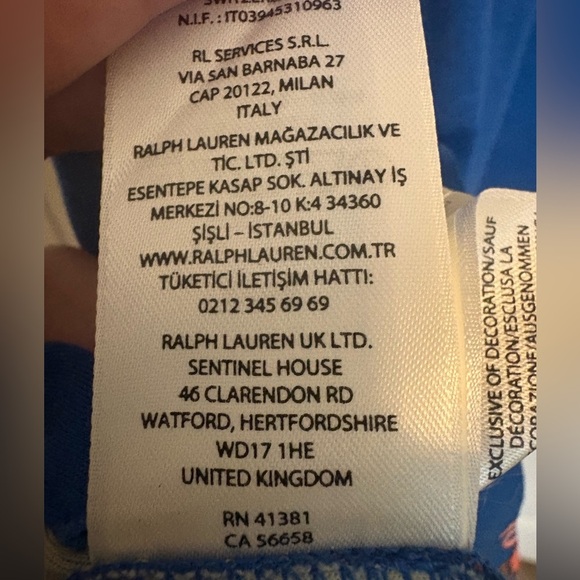 N.I.F. : IT03945310963
RL SERVICES S.R.L.
VIA SAN BARNABA 27
CAP 20122, MILAN
ITALY
RALPH LAUREN MAĞAZACILIK VE
TİC. LTD. ŞTİ
ESENTEPE KASAP SOK. ALTINAY İŞ
MERKEZİ NO:8-10 K:4 34360
ŞİŞLİ – İSTANBUL
WWW.RALPHLAUREN.COM.TR
TÜKETİCİ İLETİŞİM HATTI:
0212 345 69 69
RALPH LAUREN UK LTD.
SENTINEL HOUSE
46 CLARENDON RD
WATFORD, HERTFORDSHIRE
WD17 1HE
UNITED KINGDOM
RN 41381
CA 56658
EXCLUSIVE OF DECORATION/SAUF
DÉCORATION/ESCLUSA LA